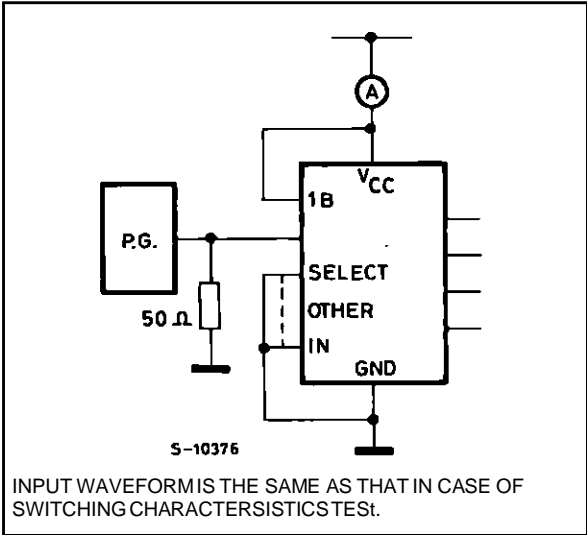 A
VCC
1B
P.G.
SELECT
50 Ω
OTHER
IN
GND
S-10376
INPUT WAVEFORM IS THE SAME AS THAT IN CASE OF
SWITCHING CHARACTERSISTICS TESt.